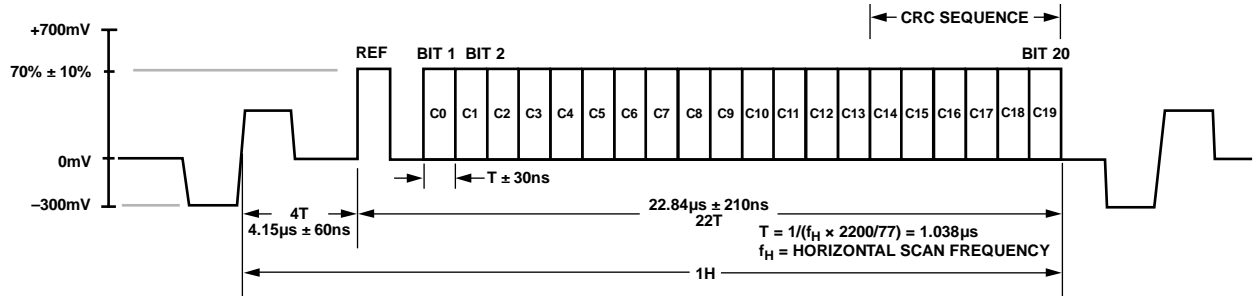 CRC SEQUENCE
+700mV
REF
BIT 1 BIT 2
BIT 20
70% ± 10%
C0 C1 C2 C3 C4 C5 C6 C7 C8 C9 C10 C11 C12 C13 C14 C15 C16 C17 C18 C19
0mV
T ± 30ns
–300mV
4T
4.15µs ± 60ns
22.84µs ± 210ns
22T
T = 1/(fH × 2200/77) = 1.038µs
fH = HORIZONTAL SCAN FREQUENCY
1H